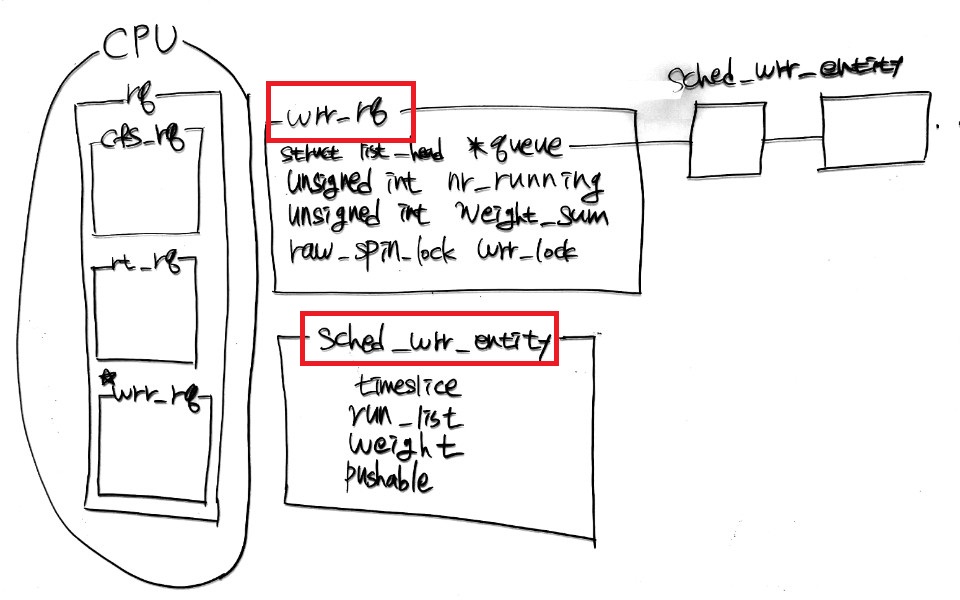 CPU
rq
cfs_rq
rt_rq
*wrr_rq
wrr_rq
struct list_head *queue
unsigned int nr_running
unsigned int weight_sum
raw_spin_lock wrr_lock
sched_wrr_entity
sched_wrr_entity
timeslice
run_list
weight
pushable